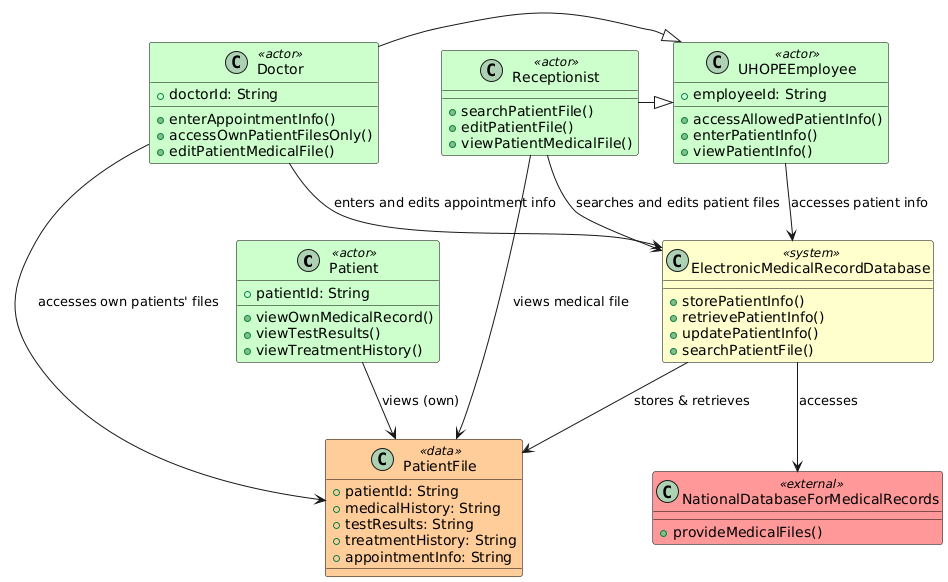 C
«actor»
Doctor
doctorId: String
enterAppointmentInfo()
accessOwnPatientFilesOnly()
editPatientMedicalFile()
C
«actor»
Receptionist
searchPatientFile()
editPatientFile()
viewPatientMedicalFile()
C
«actor»
UHOPEEmployee
employeeId: String
accessAllowedPatientInfo()
enterPatientInfo()
viewPatientInfo()
enters and edits appointment info
searches and edits patient files
accesses patient info
C
«actor»
Patient
patientId: String
viewOwnMedicalRecord()
viewTestResults()
viewTreatmentHistory()
C
«system»
ElectronicMedicalRecordDatabase
storePatientInfo()
retrievePatientInfo()
updatePatientInfo()
searchPatientFile()
accesses own patients' files
views medical file
views (own)
stores & retrieves
accesses
C
«data»
PatientFile
patientId: String
medicalHistory: String
testResults: String
treatmentHistory: String
appointmentInfo: String
C
«external»
NationalDatabaseForMedicalRecords
provideMedicalFiles()